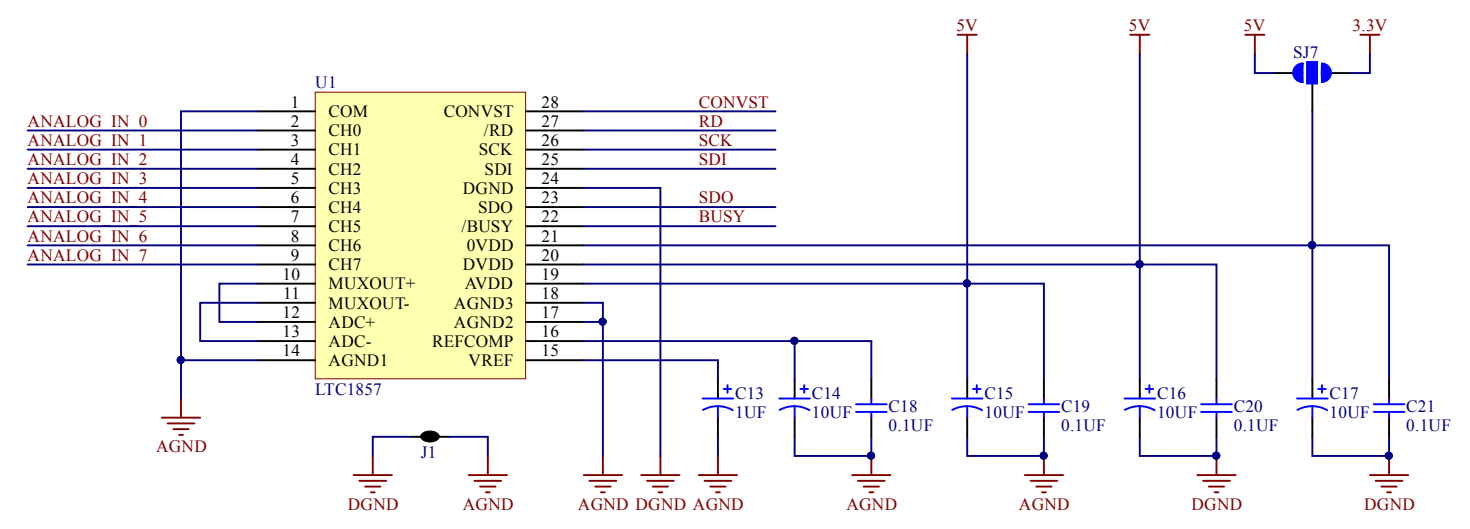 5V 5V 5V 3.3V
SJ7
U1
1 COM CONVST 28 CONVST
ANALOG IN 0 2 CH0 /RD 27 RD
ANALOG IN 1 3 CH1 SCK 26 SCK
ANALOG IN 2 4 CH2 SDI 25 SDI
ANALOG IN 3 5 CH3 DGND 24
ANALOG IN 4 6 CH4 SDO 23 SDO
ANALOG IN 5 7 CH5 /BUSY 22 BUSY
ANALOG IN 6 8 CH6 0VDD 21
ANALOG IN 7 9 CH7 DVDD 20
10 MUXOUT+ AVDD 19
11 MUXOUT- AGND3 18
12 ADC+ AGND2 17
13 ADC- REFCOMP 16
14 AGND1 VREF 15
LTC1857
+ C13 + C14 + C15 + C16 + C17
1UF 10UF C18 10UF C19 10UF C20 10UF C21
0.1UF 0.1UF 0.1UF 0.1UF
AGND J1
DGND AGND AGND DGND AGND AGND AGND DGND DGND